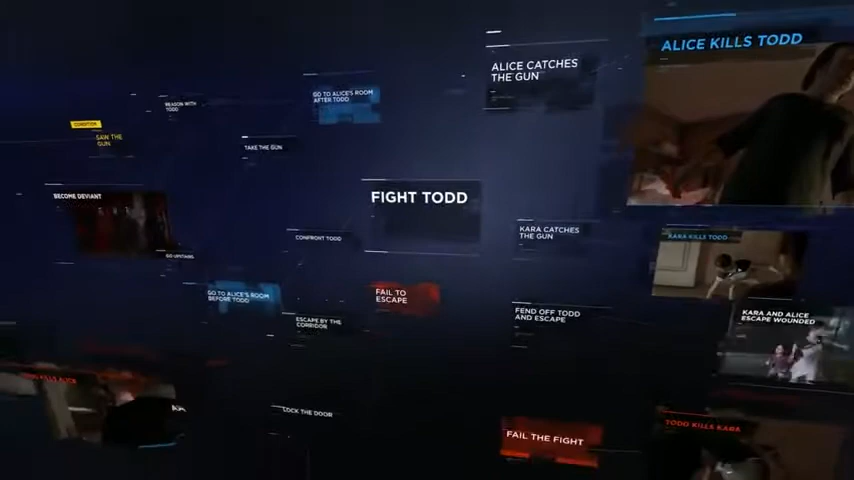 ALICE KILLS TODD
ALICE CATCHES
THE GUN
GO TO ALICE'S ROOM
AFTER TODD
REASON WITH
TODD
CONDITION
SAW THE
GUN
TAKE THE GUN
BECOME DEVIANT
FIGHT TODD
KARA CATCHES
THE GUN
KARA KILLS TODD
CONFRONT TODD
GO UPSTAIRS
GO TO ALICE'S ROOM
BEFORE TODD
FAIL TO
ESCAPE
ESCAPE BY THE
CORRIDOR
FEND OFF TODD
AND ESCAPE
KARA AND ALICE
ESCAPE WOUNDED
KILLS ALICE
LOCK THE DOOR
FAIL THE FIGHT
TODD KILLS KARA